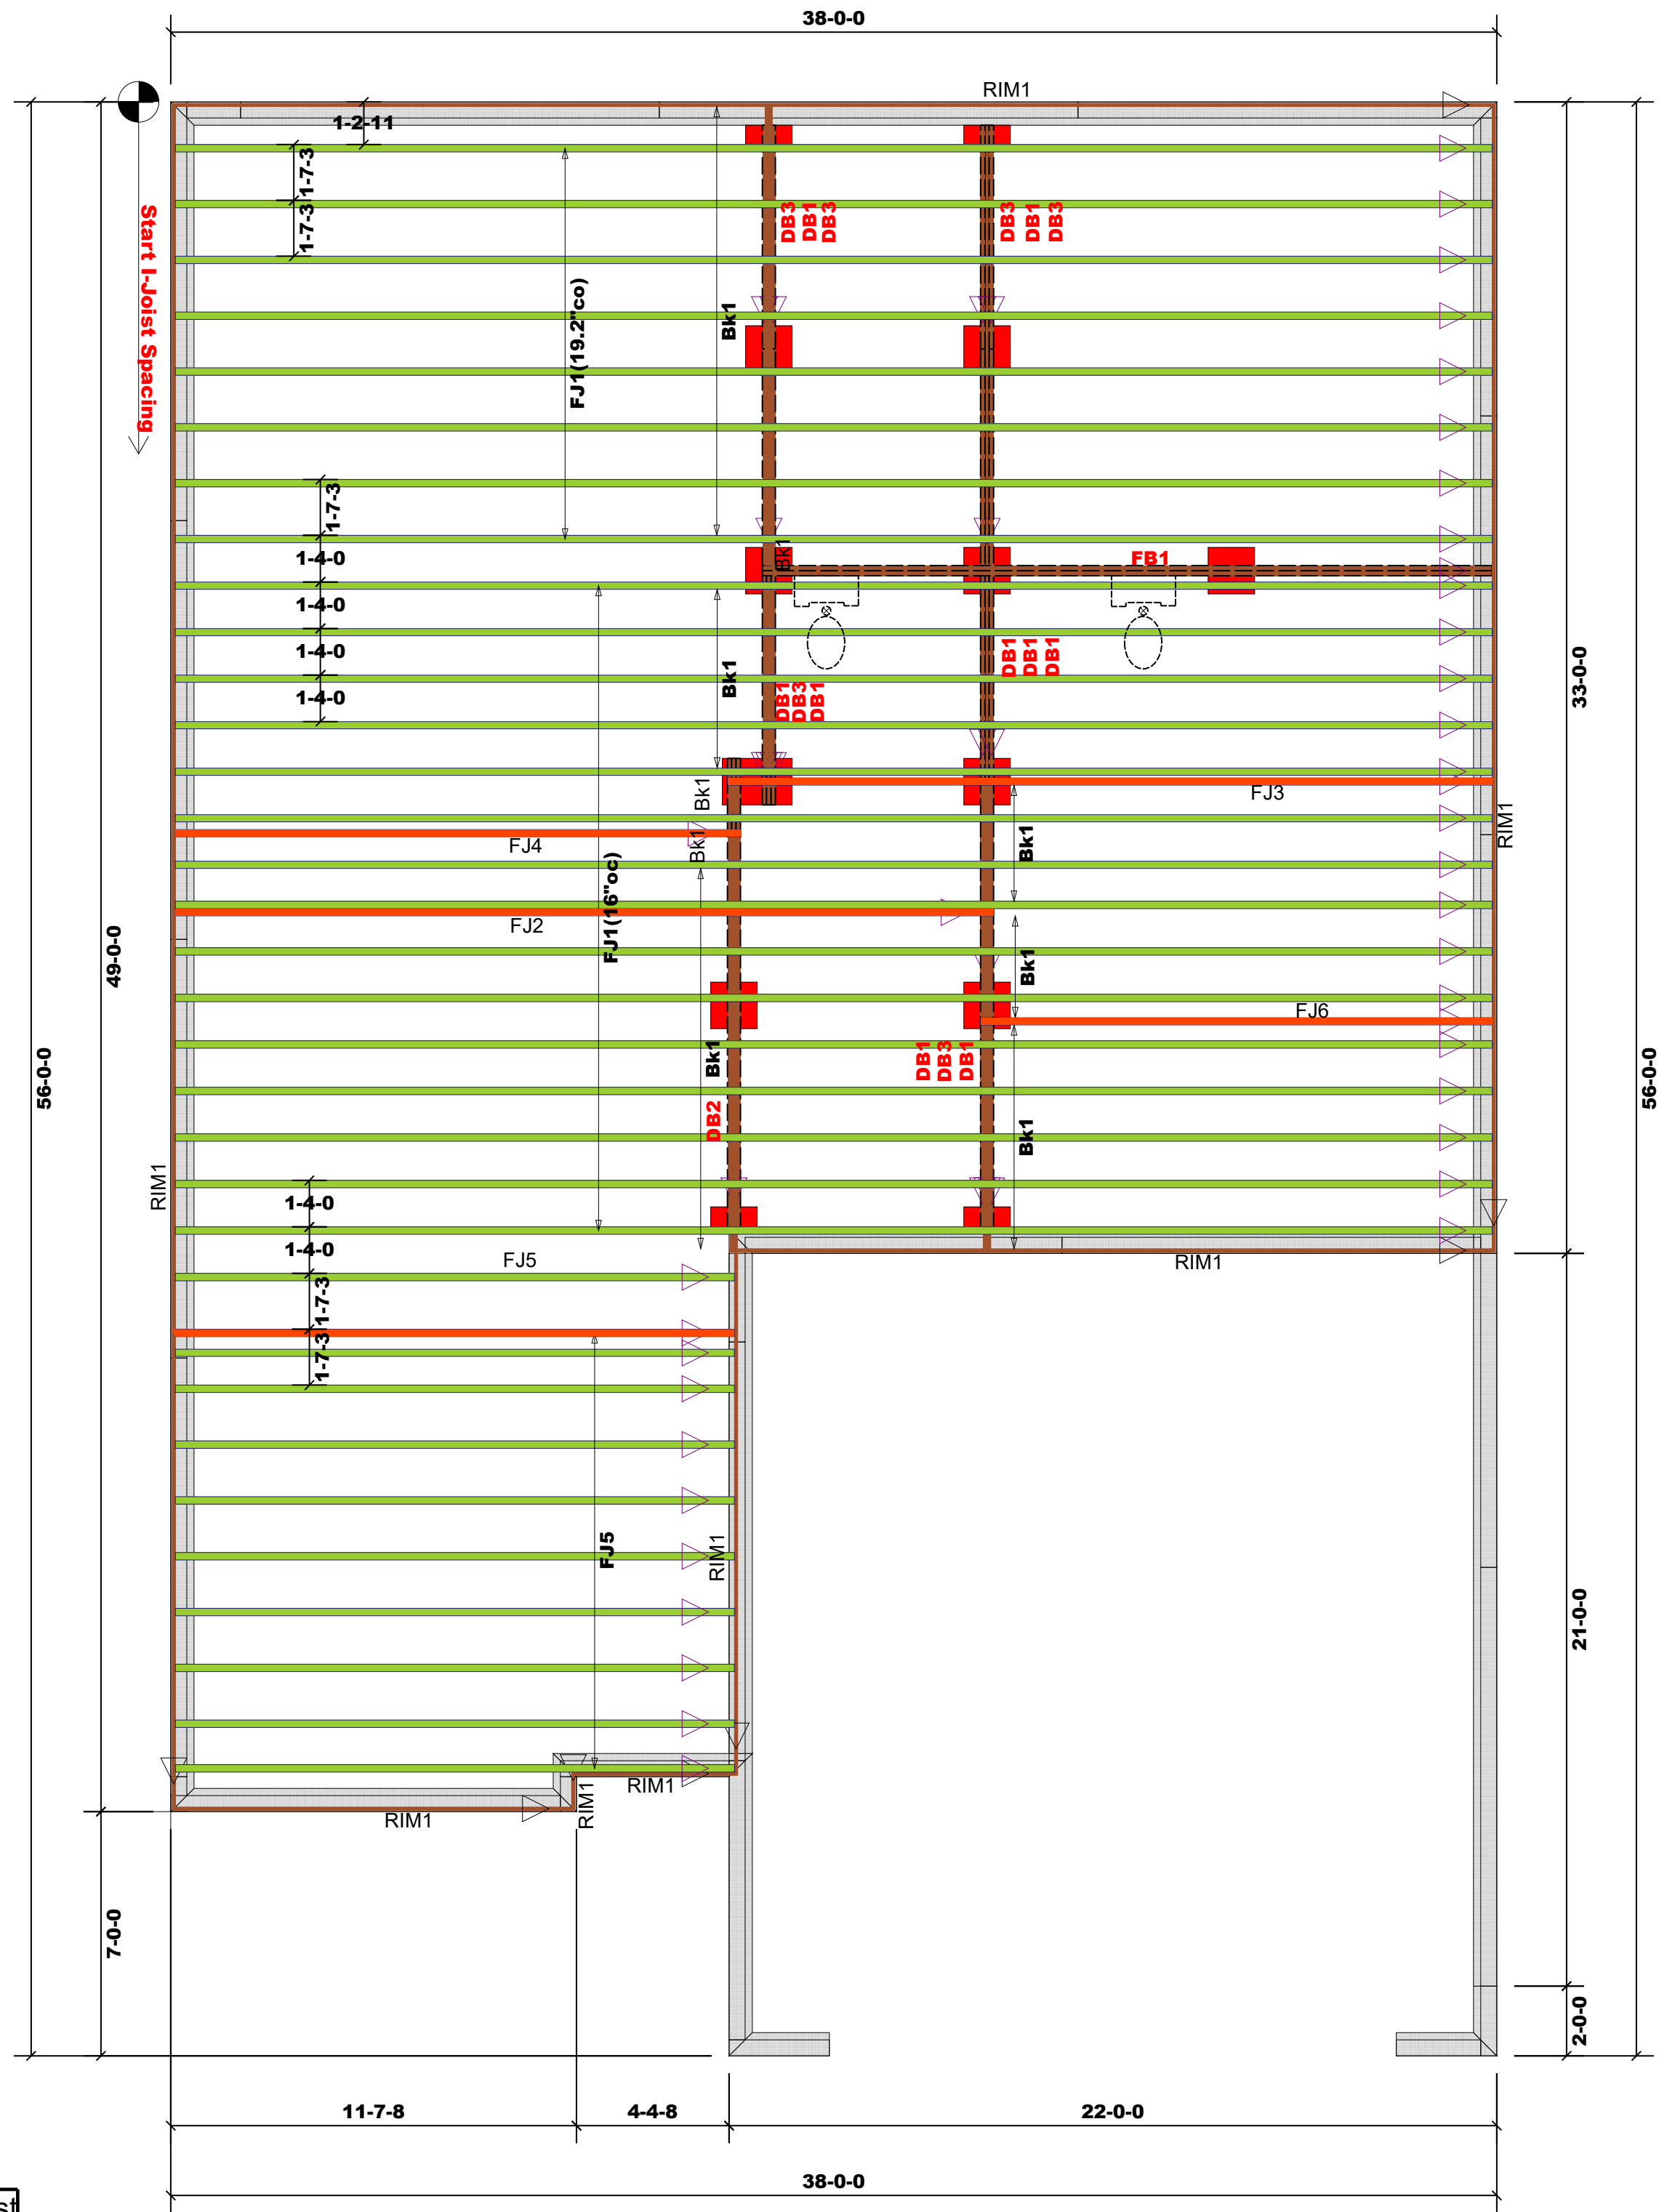 38-0-0
RIM1
1-2-11
1-7-3
1-7-3
Start I-Joist Spacing
DB3
DB1
DB3
DB3
DB1
DB3
FJ1(19.2"co)
Bk1
1-7-3
1-4-0
1-4-0
1-4-0
1-4-0
Bk1
FB1
Bk1
DB1
DB3
DB1
DB1
DB1
DB1
33-0-0
Bk1
FJ3
RIM1
FJ4
Bk1
Bk1
FJ1(16"oc)
FJ2
Bk1
49-0-0
56-0-0
FJ6
Bk1
DB2
DB1
DB3
DB1
Bk1
56-0-0
RIM1
1-4-0
1-4-0
1-7-3
1-7-3
FJ5
RIM1
FJ5
RIM1
21-0-0
RIM1
RIM1
RIM1
7-0-0
2-0-0
11-7-8
4-4-8
22-0-0
38-0-0
st